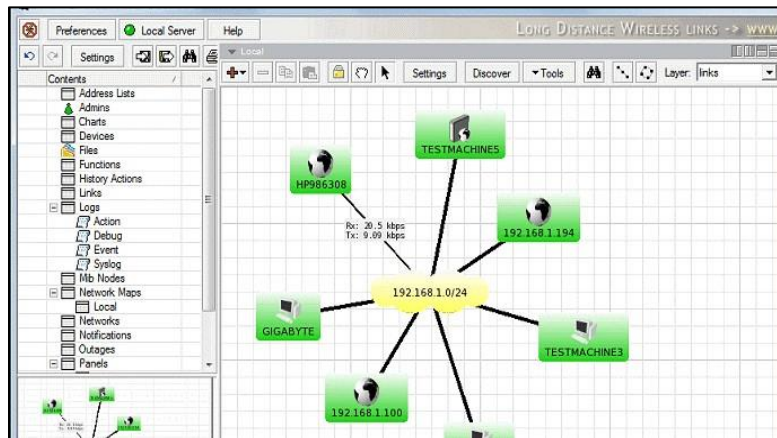 Preferences Local Server Help LONG DISTANCE WIRELESS LINKS -> WWW
Settings
Local
Settings Discover Tools Layer: links
Contents
Address Lists
Admins
Charts
Devices
Files
Functions
History Actions
Links
Logs
Action
Debug
Event
Syslog
Mib Nodes
Network Maps
Local
Networks
Notifications
Outages
Panels
TESTMACHINE5
HP986308
Rx: 20.5 kbps
Tx: 9.09 kbps
192.168.1.194
192.168.1.0/24
GIGABYTE
TESTMACHINE3
192.168.1.100